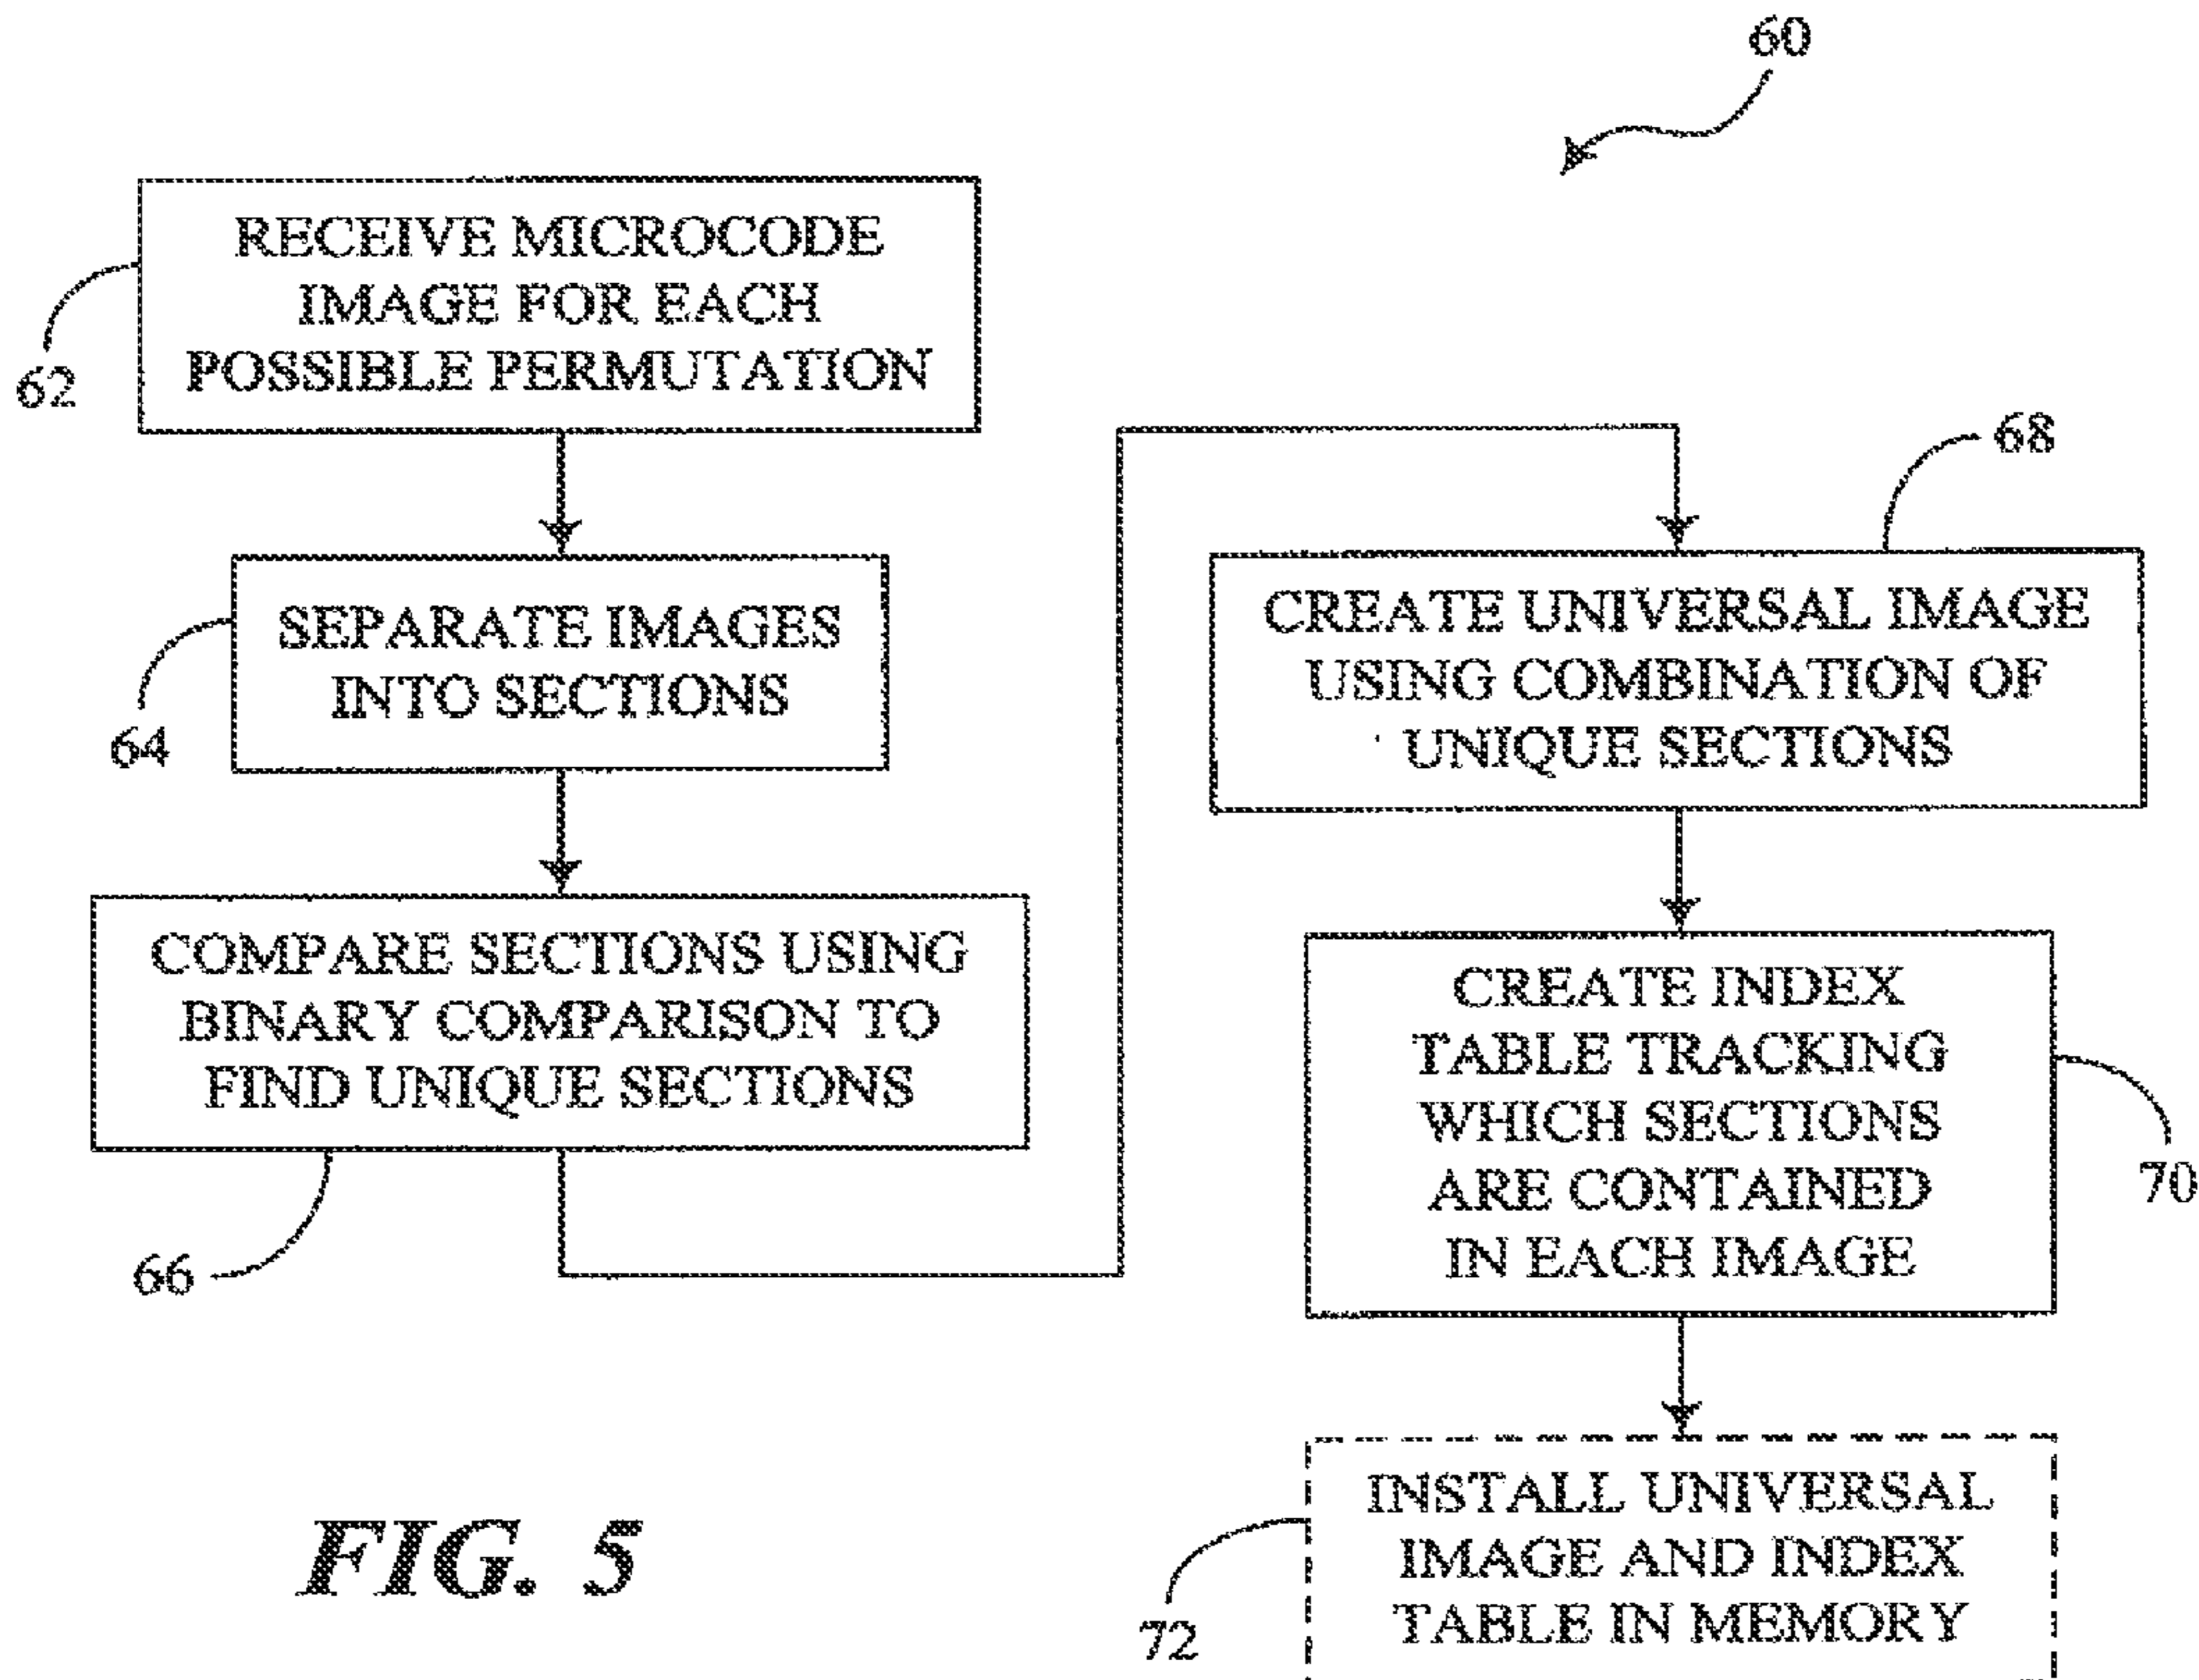 60
RECEIVE MICROCODE
IMAGE FOR EACH
POSSIBLE PERMUTATION
62
SEPARATE IMAGES
INTO SECTIONS
64
COMPARE SECTIONS USING
BINARY COMPARISON TO
FIND UNIQUE SECTIONS
66
68
CREATE UNIVERSAL IMAGE
USING COMBINATION OF
UNIQUE SECTIONS
CREATE INDEX
TABLE TRACKING
WHICH SECTIONS
ARE CONTAINED
IN EACH IMAGE
70
INSTALL UNIVERSAL
IMAGE AND INDEX
TABLE IN MEMORY
72
FIG. 5